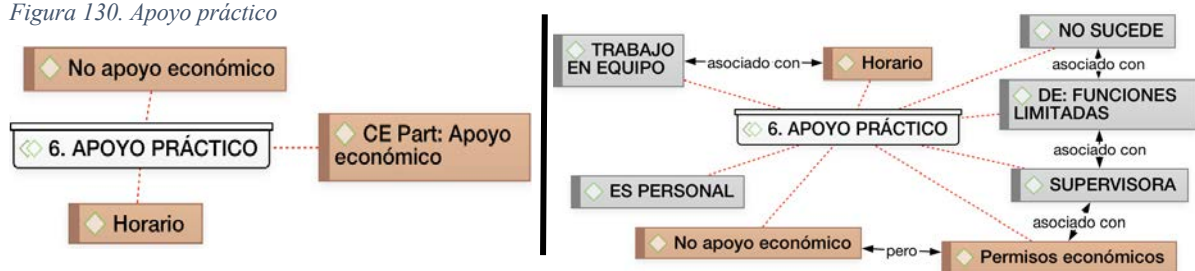 Figura 130. Apoyo práctico
No apoyo económico
6. APOYO PRÁCTICO
CE Part: Apoyo
económico
Horario
TRABAJO
EN EQUIPO
asociado con
Horario
NO SUCEDE
asociado con
DE: FUNCIONES
LIMITADAS
6. APOYO PRÁCTICO
asociado con
ES PERSONAL
SUPERVISORA
asociado con
No apoyo económico
pero
Permisos económicos